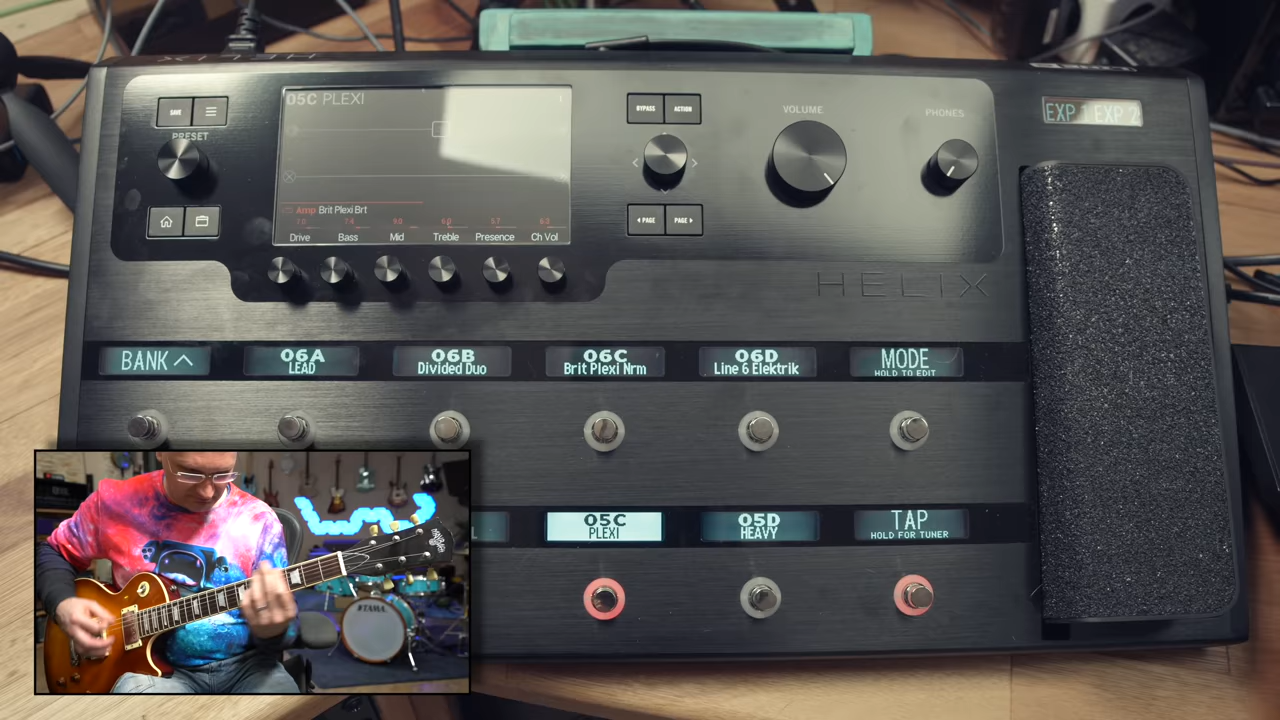 HELIX
SAVE
PRESET
05C PLEXI
Amp Brit Plexi Brt
7.0 7.4 9.0 6.0 5.7 6.3
Drive Bass Mid Treble Presence Ch Vol
BYPASS ACTION
PAGE PAGE
VOLUME
PHONES
EXP 1 EXP 2
HELIX
BANK
06A
LEAD
06B
Divided Duo
06C
Brit Plexi Nrm
06D
Line 6 Elektrik
MODE
HOLD TO EDIT
05C
PLEXI
05D
HEAVY
TAP
HOLD FOR TUNER
TAMA